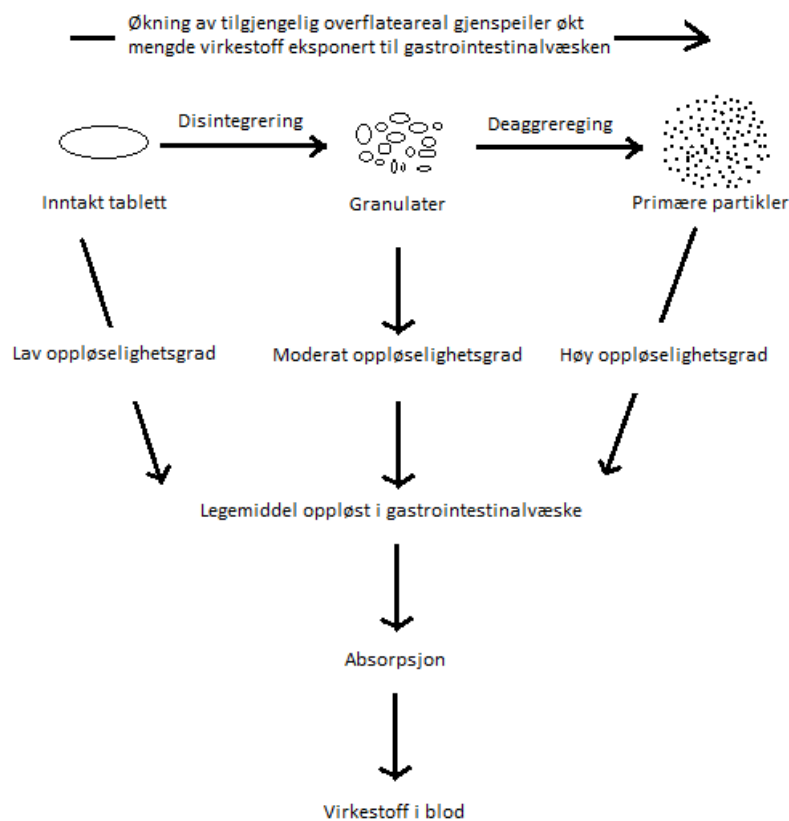 Økning av tilgjengelig overflateareal gjenspeiler økt
mengde virkestoff eksponert til gastrointestinalvæsken
Disintegrering
Deaggrereging
Inntakt tablett
Granulater
Primære partikler
Lav oppløselighetsgrad
Moderat oppløselighetsgrad
Høy oppløselighetsgrad
Legemiddel oppløst i gastrointestinalvæske
Absorpsjon
Virkestoff i blod